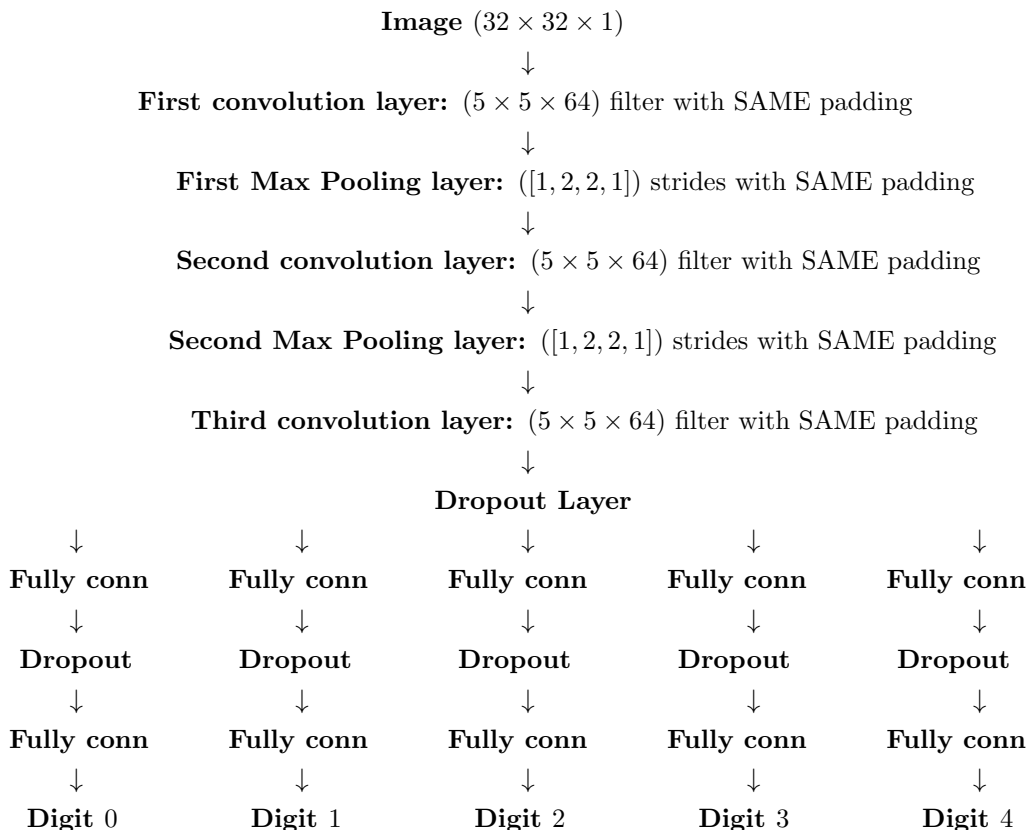 Image (32 × 32 × 1)
↓
First convolution layer: (5 × 5 × 64) filter with SAME padding
↓
First Max Pooling layer: ([1, 2, 2, 1]) strides with SAME padding
↓
Second convolution layer: (5 × 5 × 64) filter with SAME padding
↓
Second Max Pooling layer: ([1, 2, 2, 1]) strides with SAME padding
↓
Third convolution layer: (5 × 5 × 64) filter with SAME padding
↓
Dropout Layer
↓ ↓ ↓ ↓ ↓
Fully conn Fully conn Fully conn Fully conn Fully conn
↓ ↓ ↓ ↓ ↓
Dropout Dropout Dropout Dropout Dropout
↓ ↓ ↓ ↓ ↓
Fully conn Fully conn Fully conn Fully conn Fully conn
↓ ↓ ↓ ↓ ↓
Digit 0 Digit 1 Digit 2 Digit 3 Digit 4